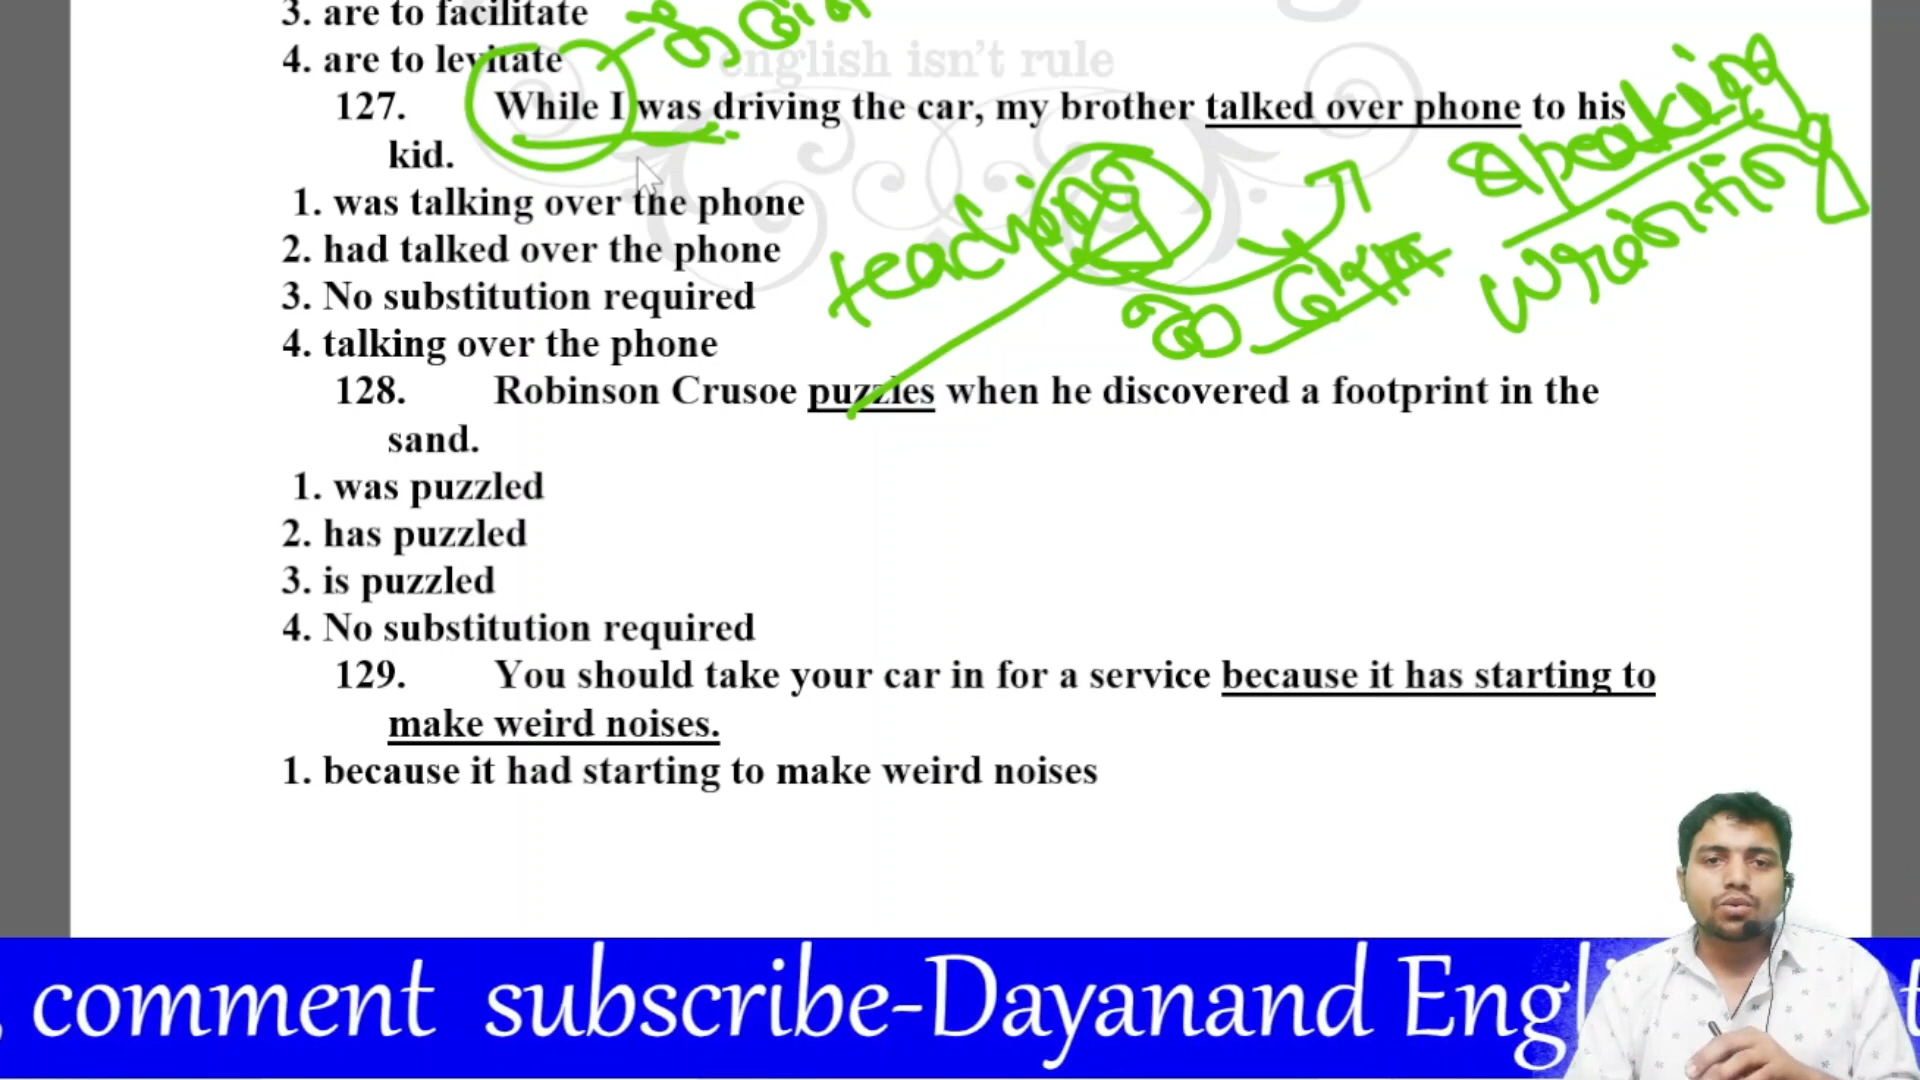 3. are to facilitate
4. are to levitate
english isn't rule
127. While I was driving the car, my brother talked over phone to his
kid.
1. was talking over the phone
2. had talked over the phone
3. No substitution required
4. talking over the phone
teaching
speaking
128. Robinson Crusoe puzzles when he discovered a footprint in the
sand.
1. was puzzled
2. has puzzled
3. is puzzled
4. No substitution required
129. You should take your car in for a service because it has starting to
make weird noises.
1. because it had starting to make weird noises
, comment subscribe-Dayanand Engl